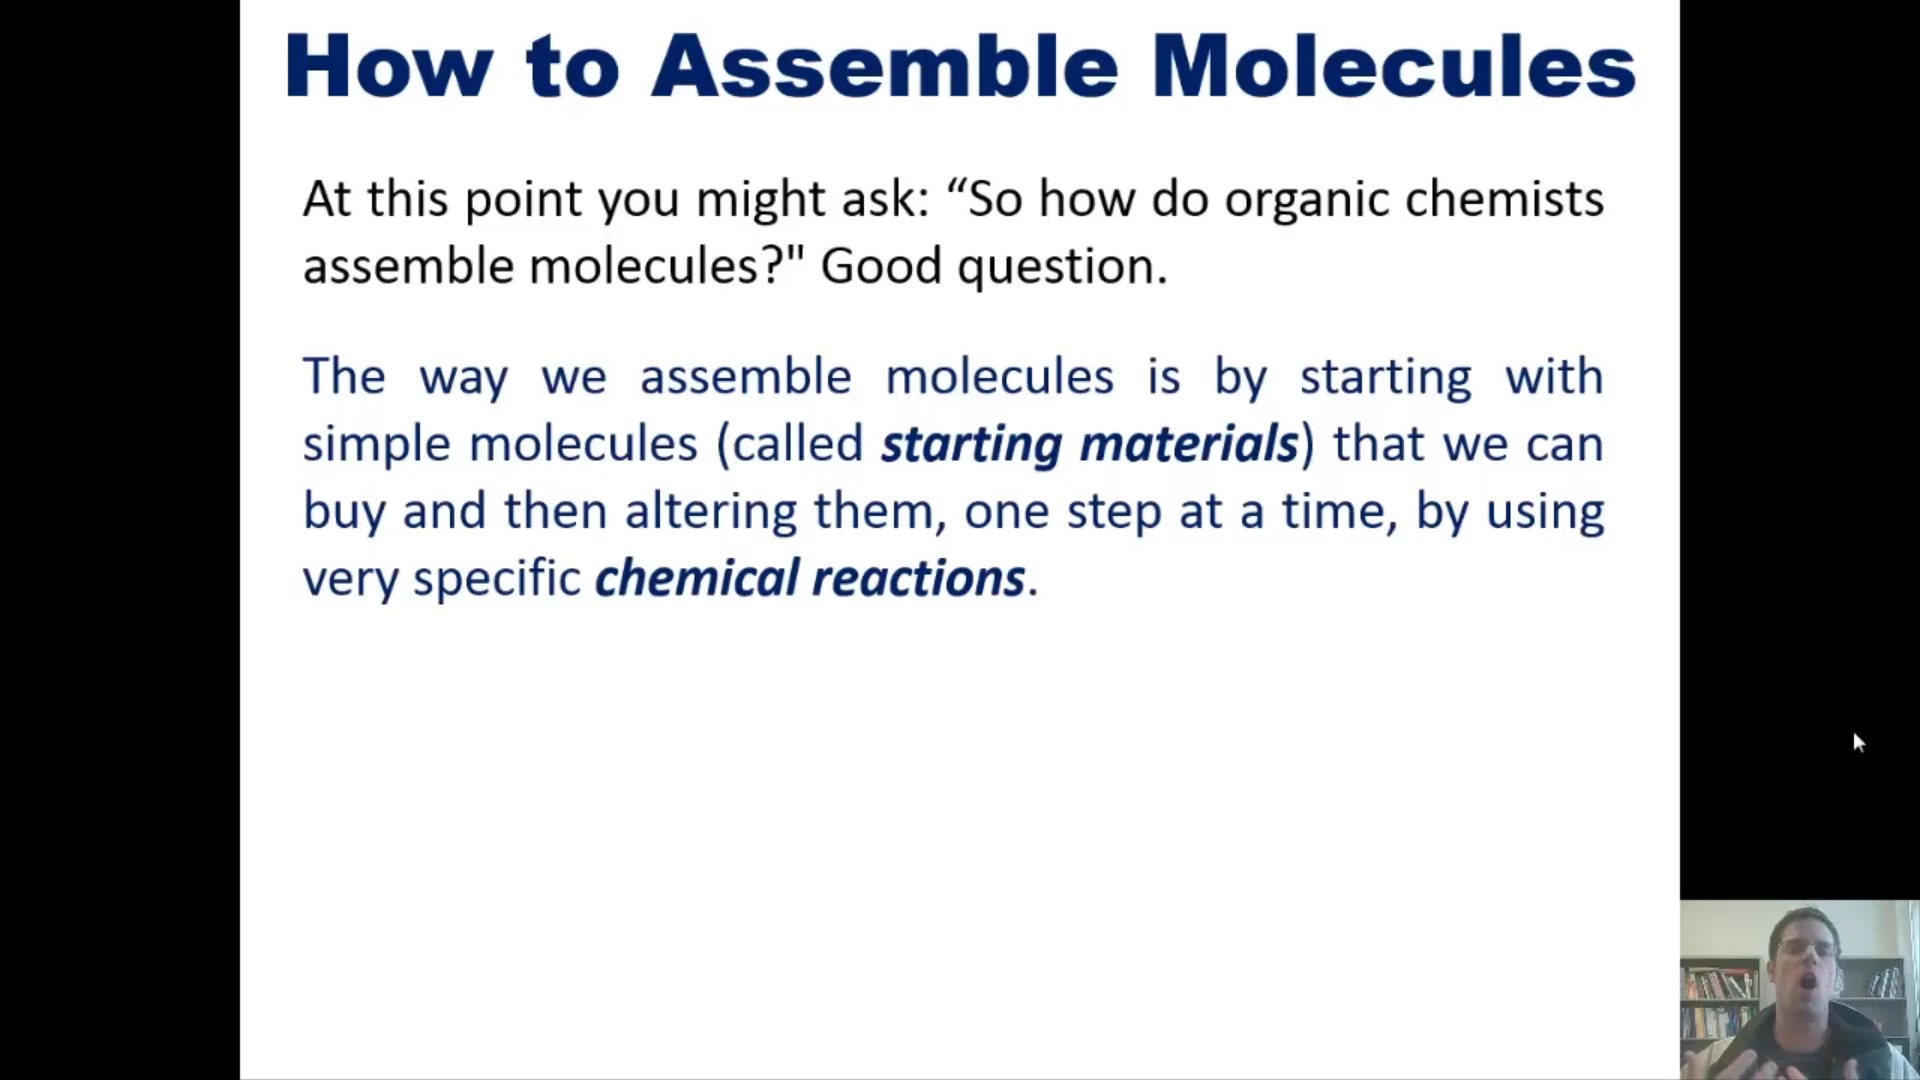 How to Assemble Molecules
At this point you might ask: “So how do organic chemists
assemble molecules?" Good question.
The way we assemble molecules is by starting with
simple molecules (called starting materials) that we can
buy and then altering them, one step at a time, by using
very specific chemical reactions.